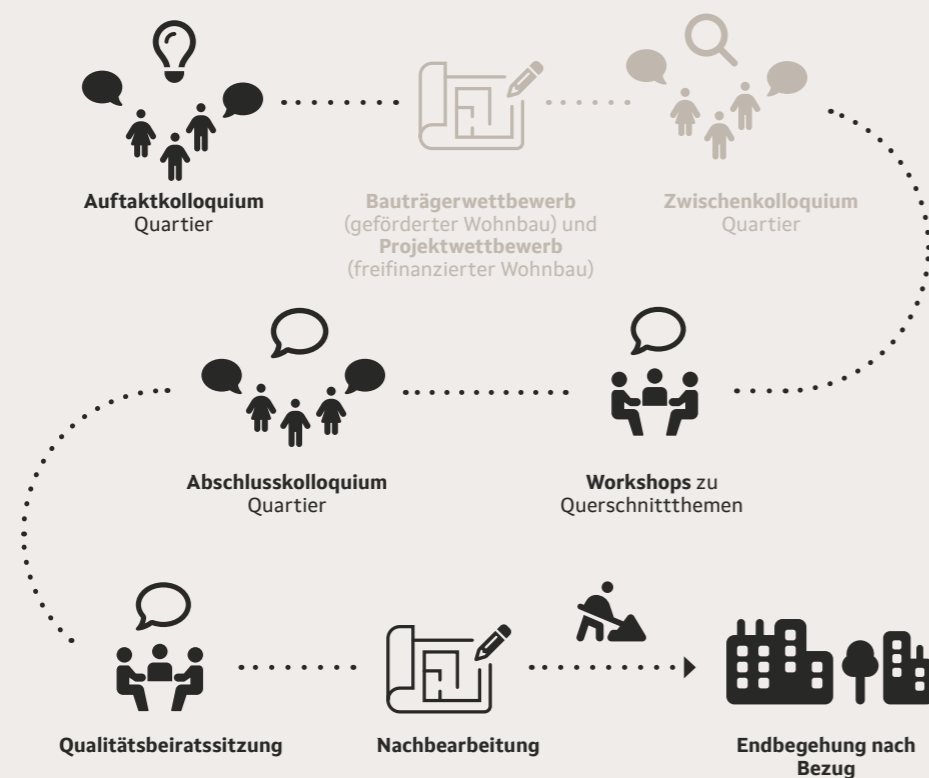 Auftaktkolloquium
Quartier
Bauträgerwettbewerb
(geförderter Wohnbau) und
Projektwettbewerb
(freifinanzierter Wohnbau)
Zwischenkolloquium
Quartier
Abschlusskolloquium
Quartier
Workshops zu
Querschnittthemen
Qualitätsbeiratssitzung
Nachbearbeitung
Endbegehung nach
Bezug